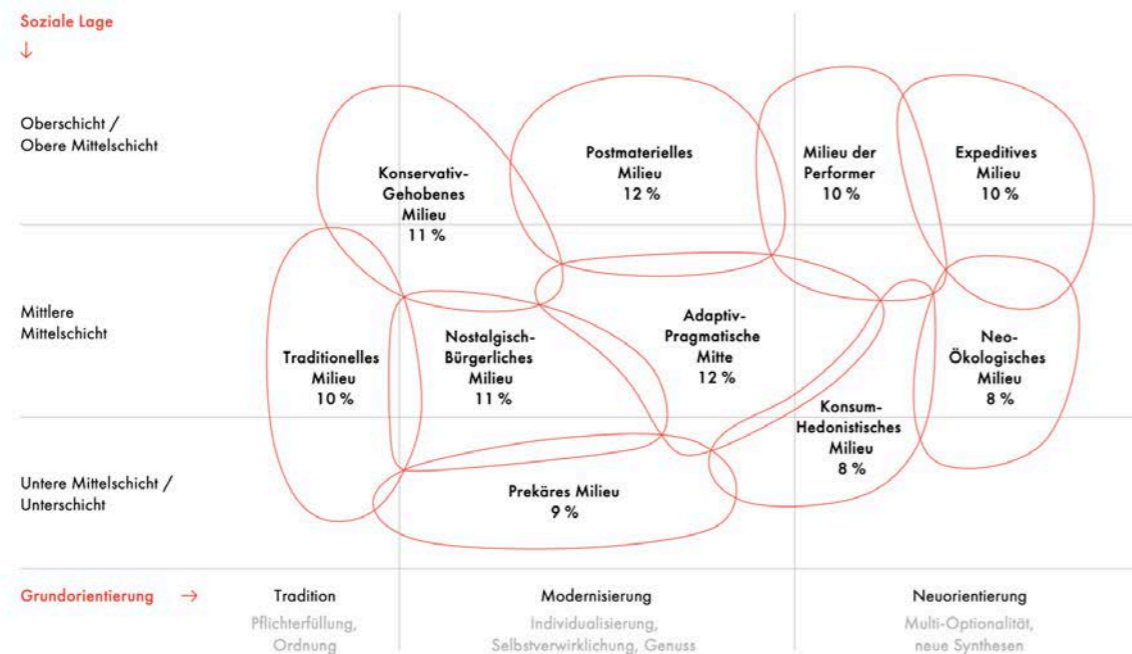 Soziale Lage
↓
Oberschicht /
Obere Mittelschicht
Konservativ-
Gehobenes
Milieu
11 %
Postmaterielles
Milieu
12 %
Milieu der
Performer
10 %
Expeditives
Milieu
10 %
Mittlere
Mittelschicht
Traditionelles
Milieu
10 %
Nostalgisch-
Bürgerliches
Milieu
11 %
Adaptiv-
Pragmatische
Mitte
12 %
Neo-
Ökologisches
Milieu
8 %
Konsum-
Hedonistisches
Milieu
8 %
Untere Mittelschicht /
Unterschicht
Prekäres Milieu
9 %
Grundorientierung →
Tradition
Pflichterfüllung,
Ordnung
Modernisierung
Individualisierung,
Selbstverwirklichung, Genuss
Neuorientierung
Multi-Optionalität,
neue Synthesen